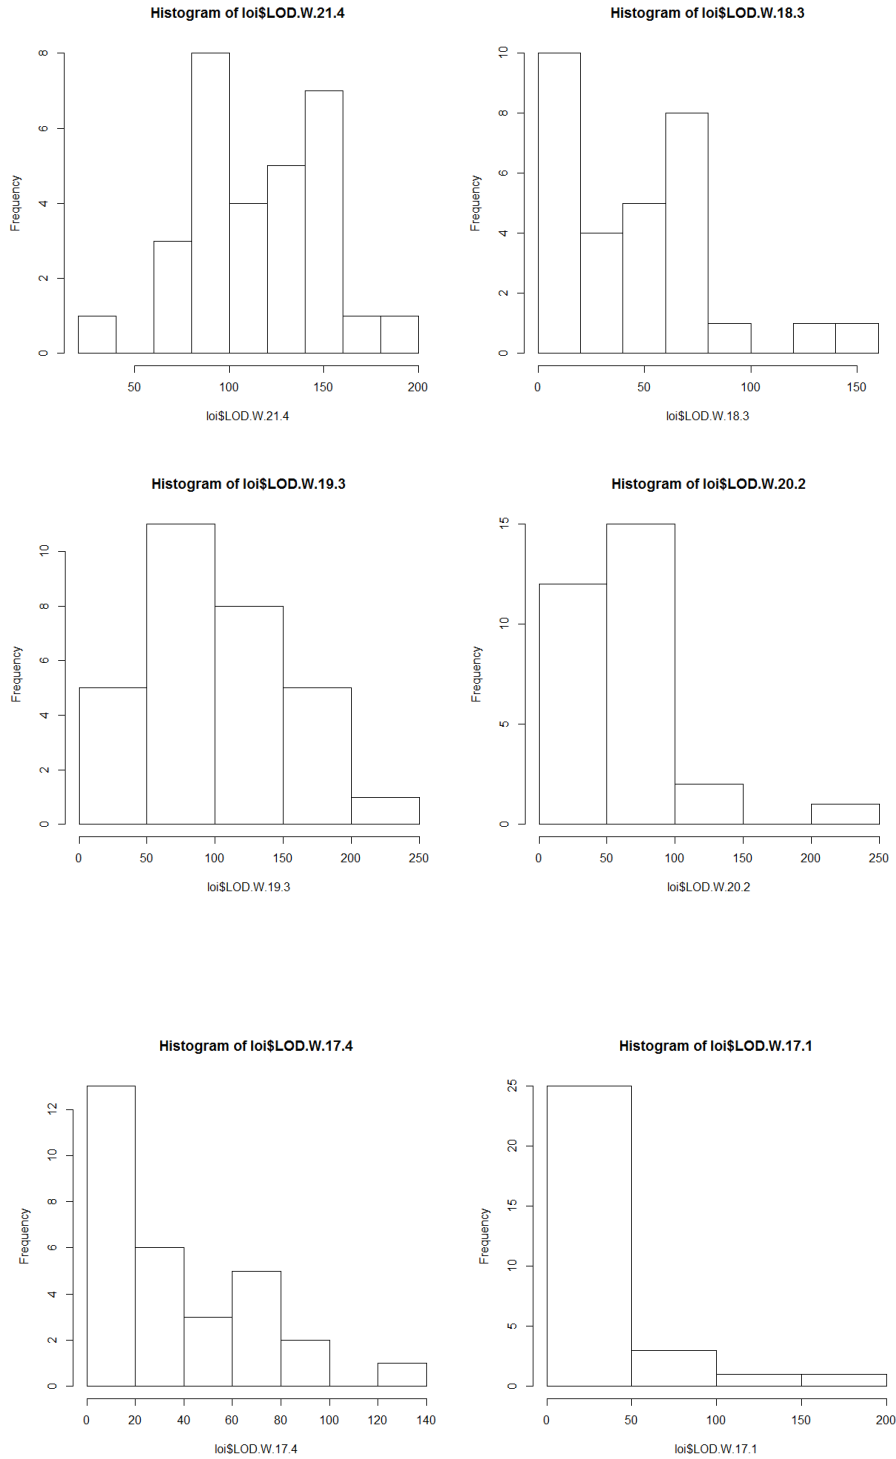 Histogram of loi$LOD.W.21.4
Frequency
0 2 4 6 8
50 100 150 200
loi$LOD.W.21.4
Histogram of loi$LOD.W.18.3
Frequency
0 2 4 6 8 10
0 50 100 150
loi$LOD.W.18.3
Histogram of loi$LOD.W.19.3
Frequency
0 2 4 6 8 10
0 50 100 150 200 250
loi$LOD.W.19.3
Histogram of loi$LOD.W.20.2
Frequency
0 5 10 15
0 50 100 150 200 250
loi$LOD.W.20.2
Histogram of loi$LOD.W.17.4
Frequency
0 2 4 6 8 10 12
0 20 40 60 80 100 120 140
loi$LOD.W.17.4
Histogram of loi$LOD.W.17.1
Frequency
0 5 10 15 20 25
0 50 100 150 200
loi$LOD.W.17.1